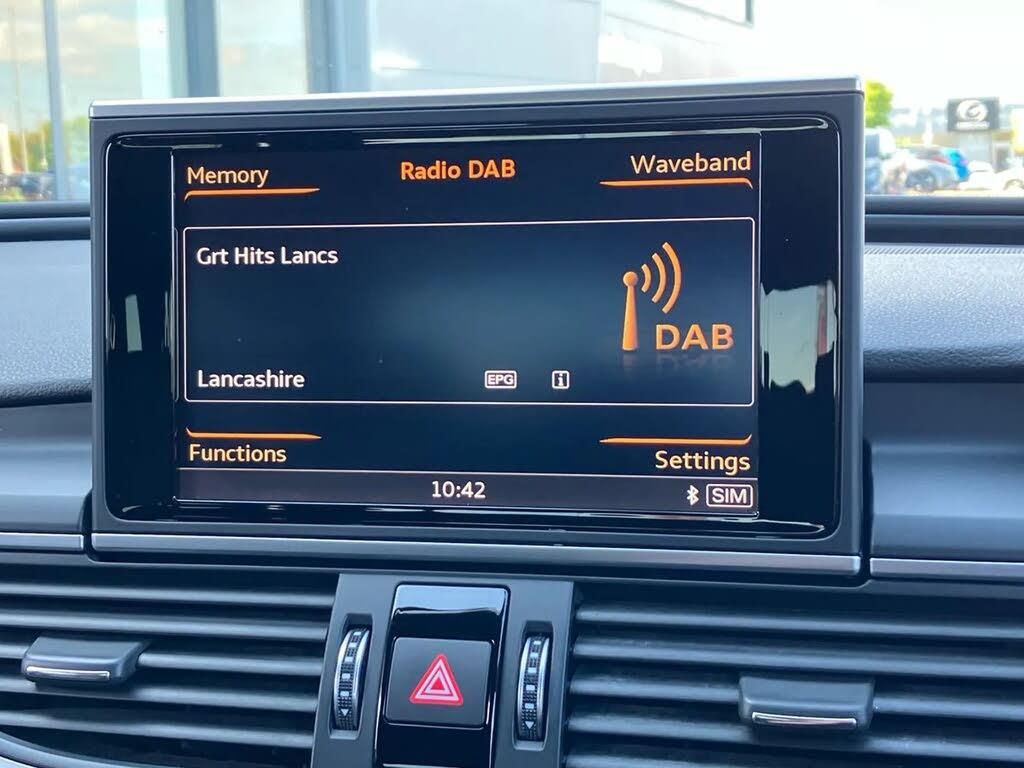 Memory
Radio DAB
Waveband
Grt Hits Lancs
DAB
Lancashire
EPG
i
Functions
Settings
10:42
SIM